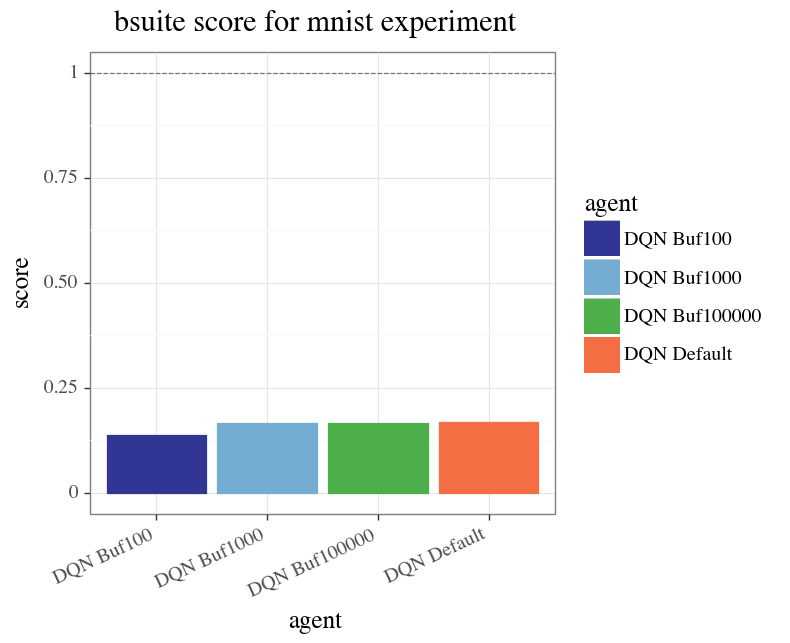 bsuite score for mnist experiment
1
0.75
0.50
0.25
0
score
DQN Buf100
DQN Buf1000
DQN Buf100000
DQN Default
agent
agent
DQN Buf100
DQN Buf1000
DQN Buf100000
DQN Default